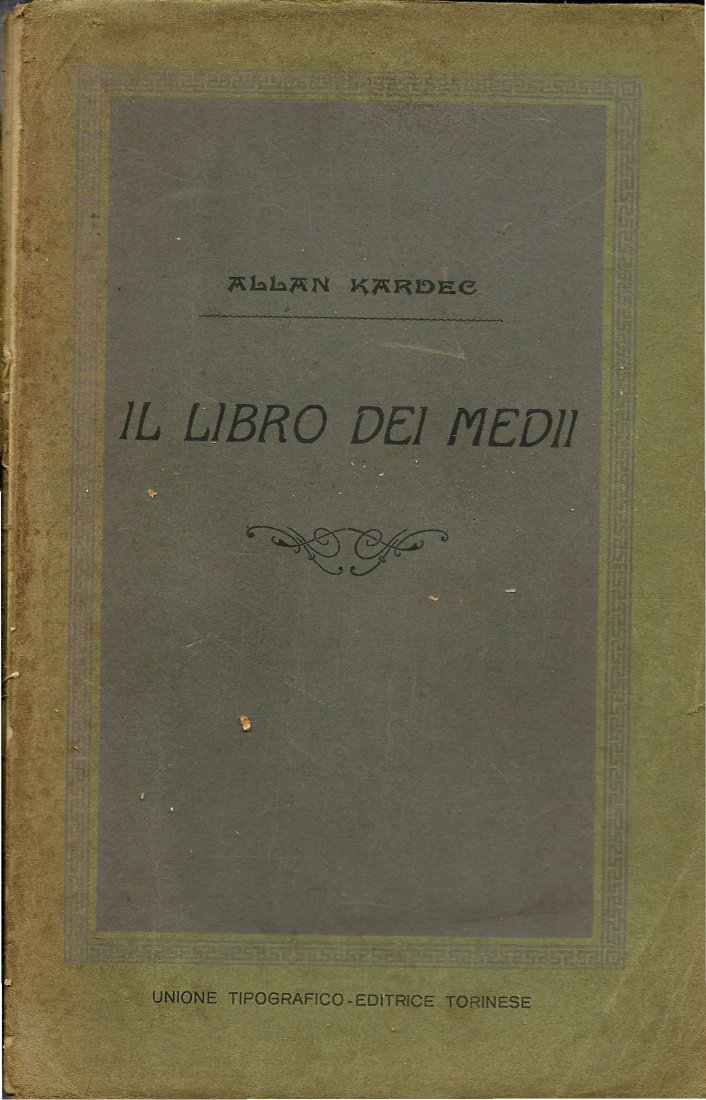 ALLAN KARDEC
IL LIBRO DEI MEDII
UNIONE TIPOGRAFICO-EDITRICE TORINESE